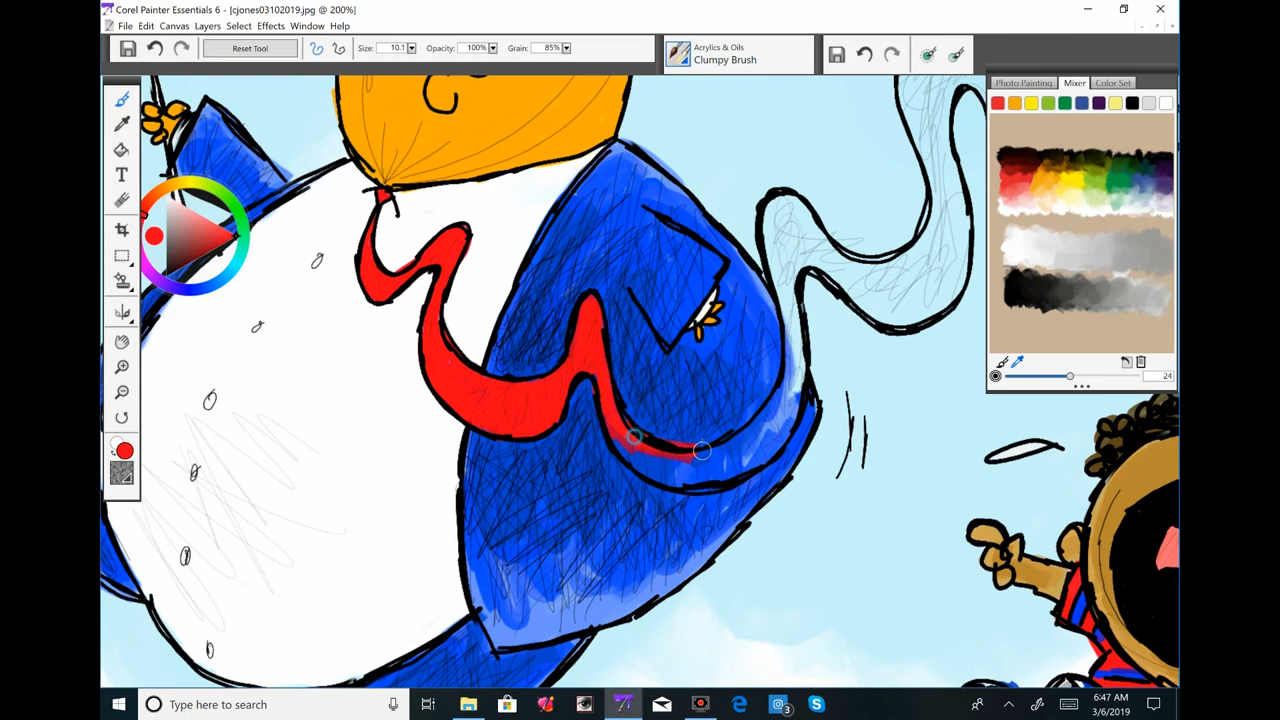 Corel Painter Essentials 6 - [cjones03102019.jpg @ 200%]
File Edit Canvas Layers Select Effects Window Help
Reset Tool Size: 10.1 Opacity: 100% Grain: 85%
Acrylics & Oils
Clumpy Brush
Photo Painting Mixer Color Set
T
24
Type here to search
3
6:47 AM
3/6/2019